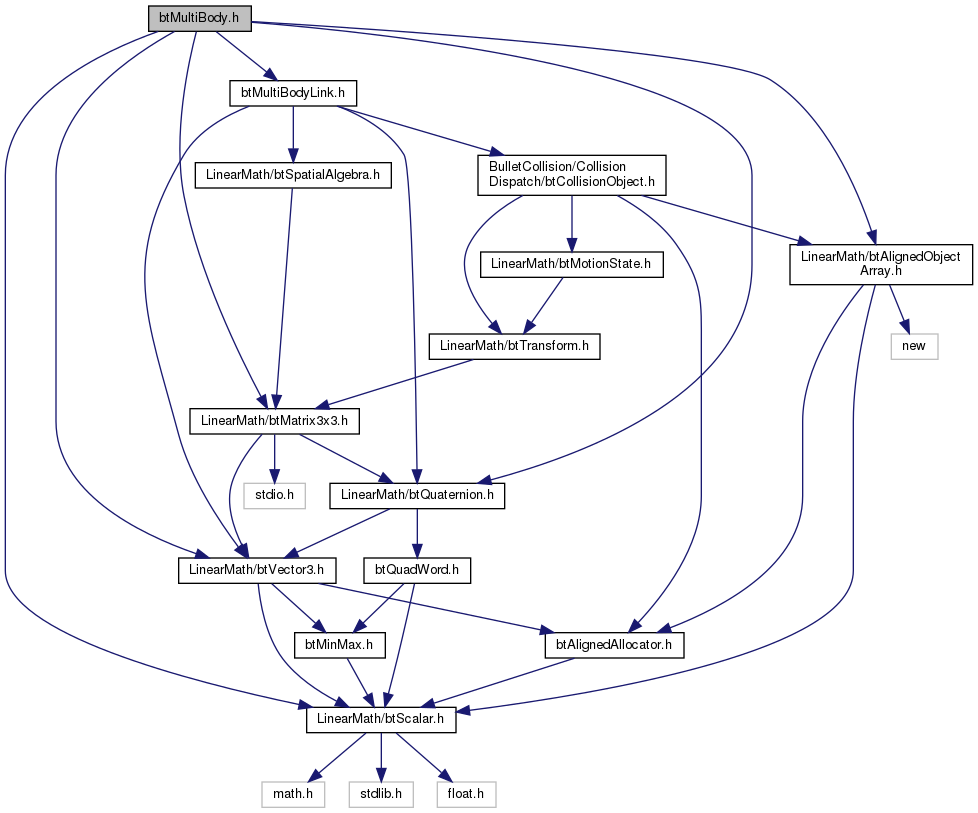 btMultiBody.h
btMultiBodyLink.h
LinearMath/btSpatialAlgebra.h
BulletCollision/Collision
Dispatch/btCollisionObject.h
LinearMath/btMotionState.h
LinearMath/btAlignedObject
Array.h
LinearMath/btTransform.h
new
LinearMath/btMatrix3x3.h
stdio.h
LinearMath/btQuaternion.h
LinearMath/btVector3.h
btQuadWord.h
btMinMax.h
btAlignedAllocator.h
LinearMath/btScalar.h
math.h
stdlib.h
float.h